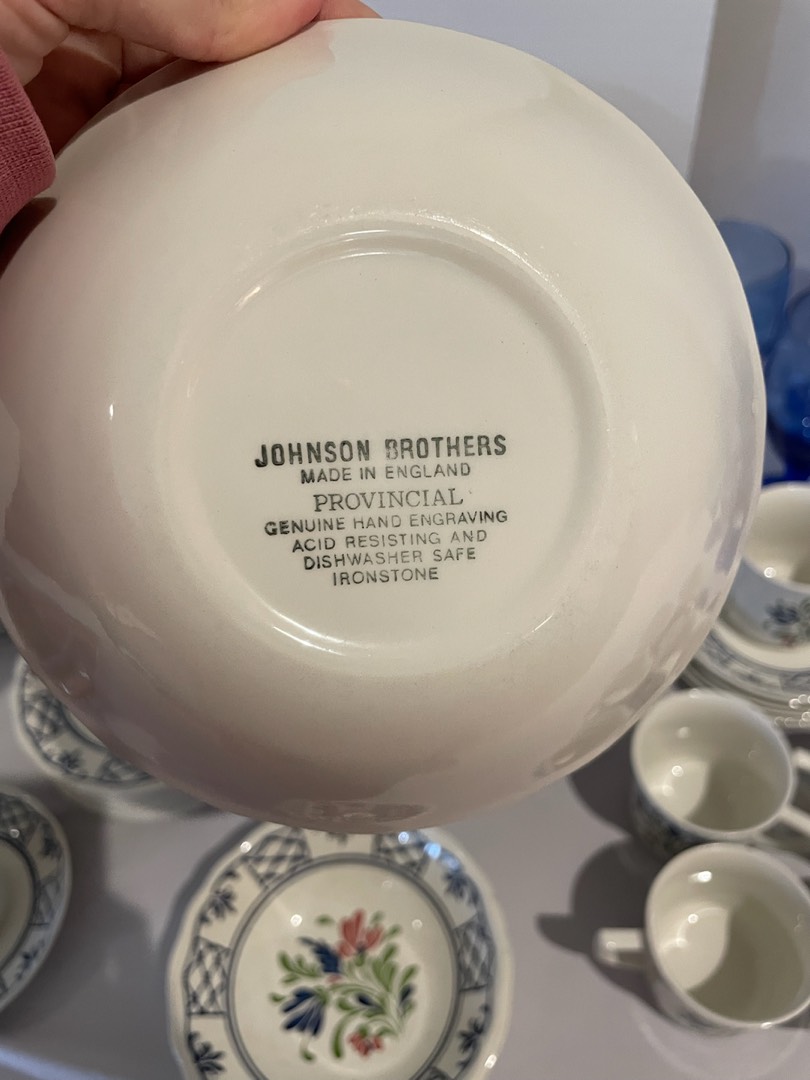 JOHNSON BROTHERS
MADE IN ENGLAND
PROVINCIAL
GENUINE HAND ENGRAVING
ACID RESISTING AND
DISHWASHER SAFE
IRONSTONE